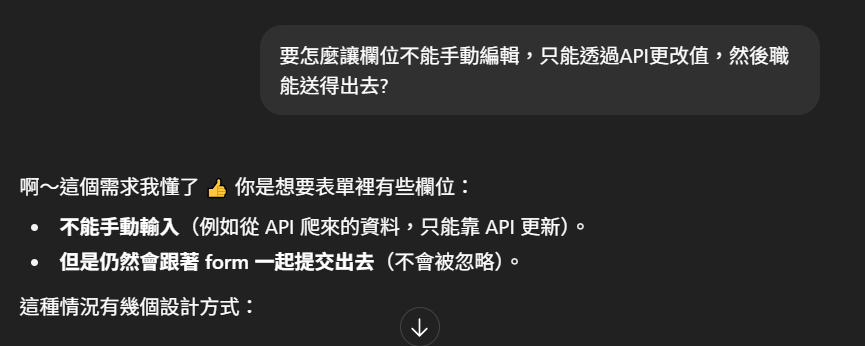 要怎麼讓欄位不能手動編輯，只能透過API更改值，然後職
能送得出去?
啊～這個需求我懂了 👍 你是想要表單裡有些欄位：
• 不能手動輸入（例如從 API 爬來的資料，只能靠 API 更新）。
• 但是仍然會跟著 form 一起提交出去（不會被忽略）。
這種情況有幾個設計方式：